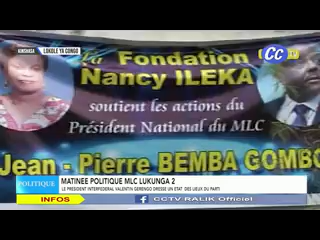 KINSHASA
LOKOLE YA CONGO
CC
La Fondation
Nancy ILEKA
soutient les actions du
Président National du MLC
Jean - Pierre BEMBA GOMBO
POLITIQUE
MATINEE POLITIQUE MLC LUKUNGA 2
LE PRESIDENT INTERFEDERAL VALENTIN GERENGO DRESSE UN ETAT DES LIEUX DU PARTI
INFOS
CCTV RALIK Officiel